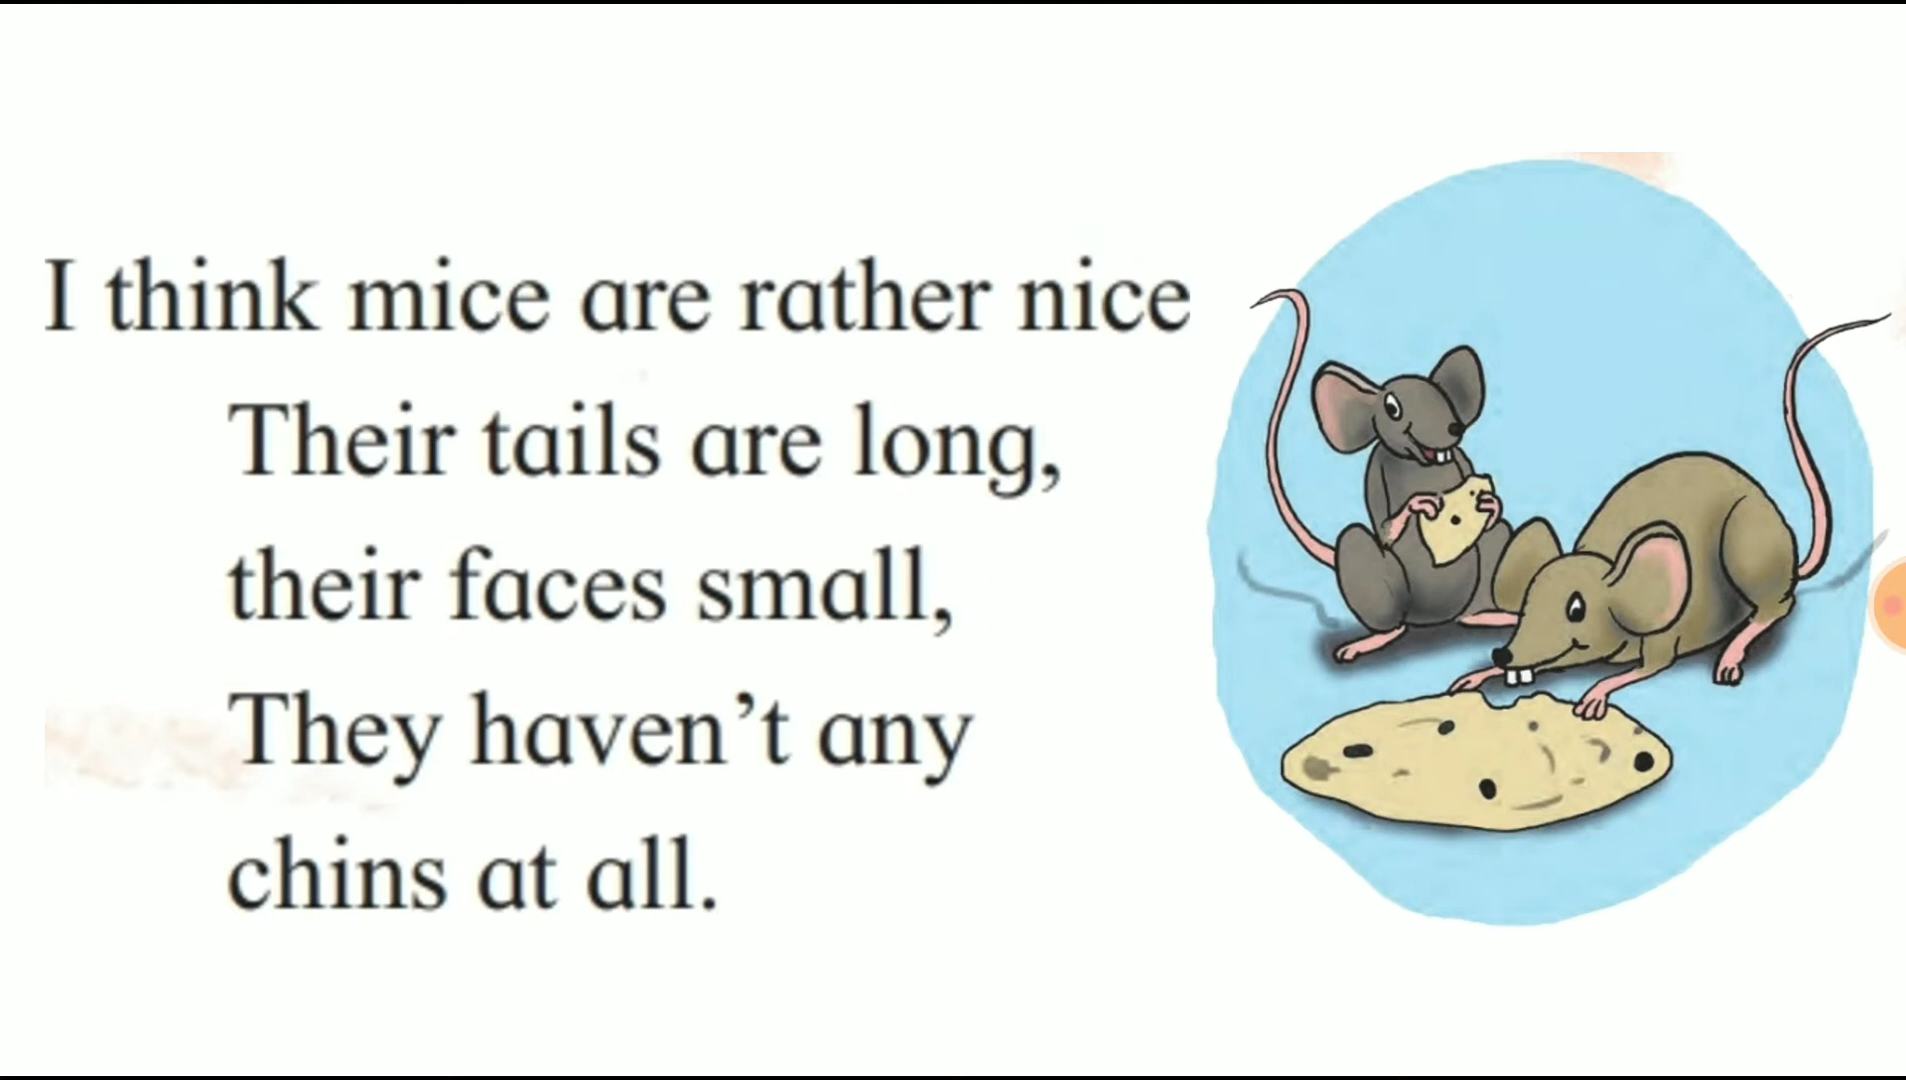 I think mice are rather nice
Their tails are long,
their faces small,
They haven’t any
chins at all.